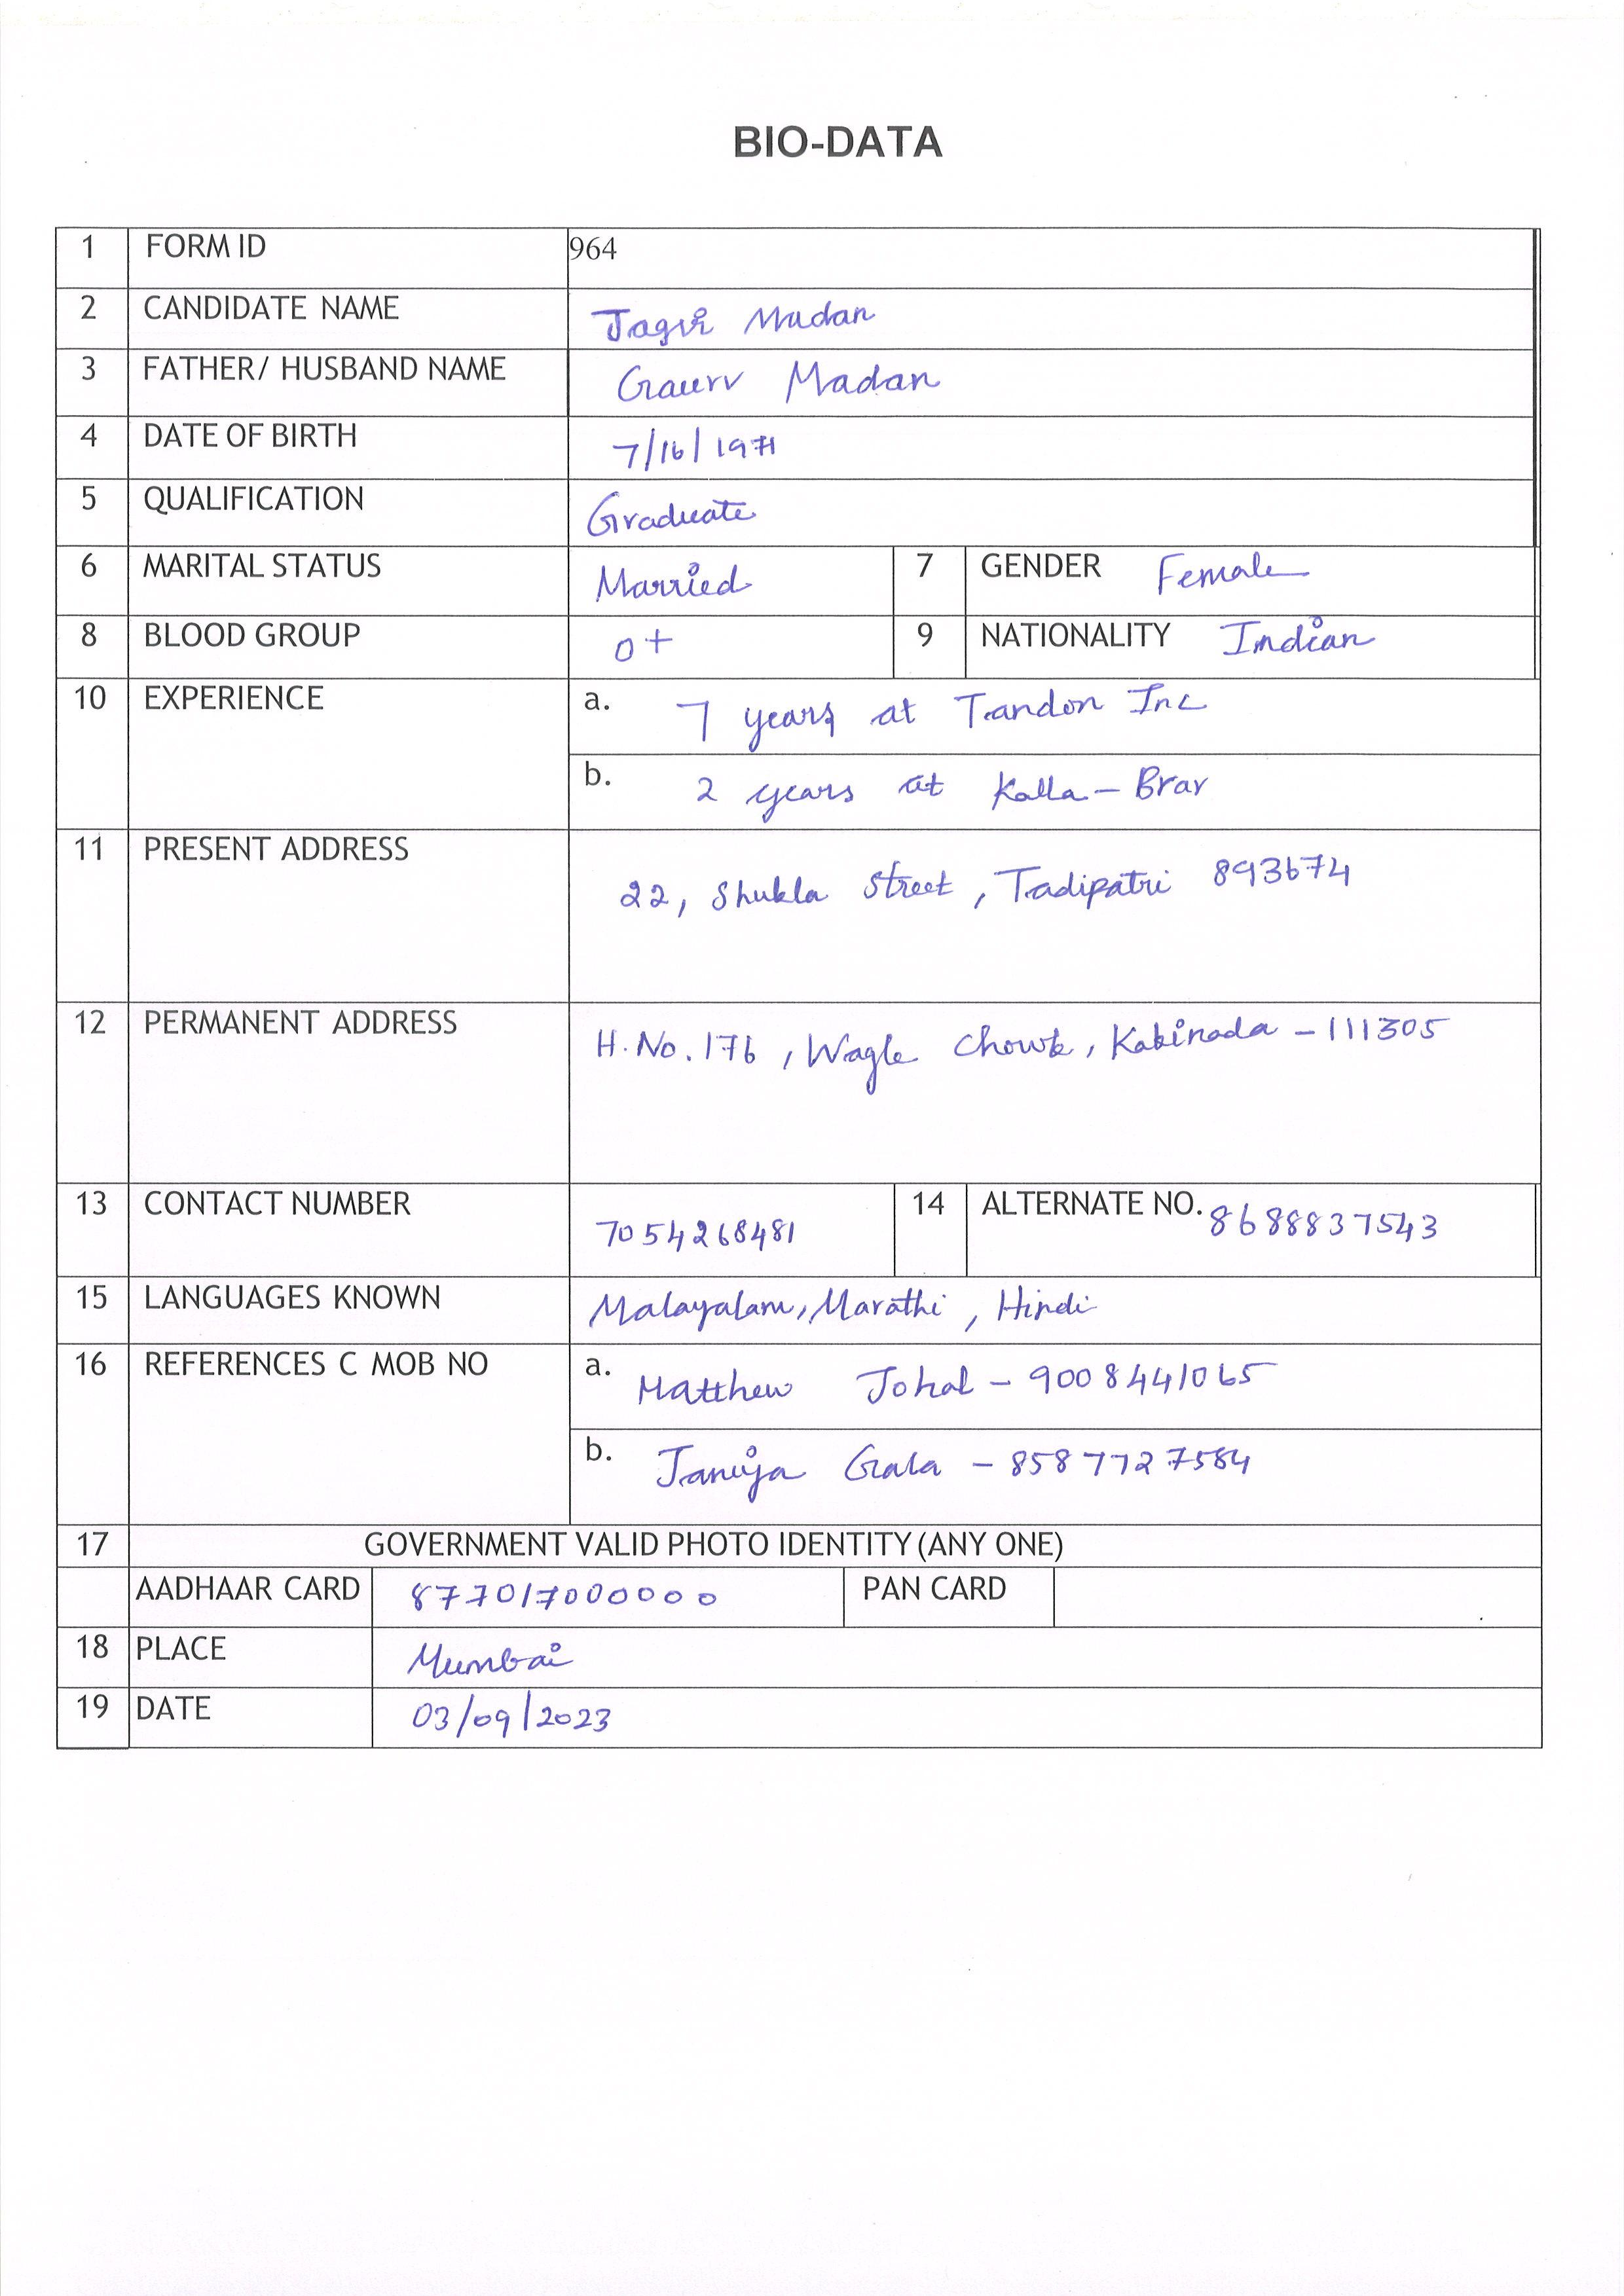 BIO-DATA
1 FORM ID 964
2 CANDIDATE NAME Jagvi Madan
3 FATHER/ HUSBAND NAME Gaurv Madan
4 DATE OF BIRTH 7/16/1971
5 QUALIFICATION Graduate
6 MARITAL STATUS Married 7 GENDER Female
8 BLOOD GROUP O+ 9 NATIONALITY Indian
10 EXPERIENCE a. 7 years at Tandon Inc
b. 2 years at Kalla-Brar
11 PRESENT ADDRESS 22, Shukla Street, Tadipatri 893674
12 PERMANENT ADDRESS H.No.176, Wagle Chowk, Kakinada - 111305
13 CONTACT NUMBER 7054268481 14 ALTERNATE NO. 8688837543
15 LANGUAGES KNOWN Malayalam, Marathi, Hindi
16 REFERENCES C MOB NO a. Matthew Johal - 9008441065
b. Janiya Gala - 8587727584
17 GOVERNMENT VALID PHOTO IDENTITY (ANY ONE)
AADHAAR CARD 877017000000 PAN CARD
18 PLACE Mumbai
19 DATE 03/09/2023